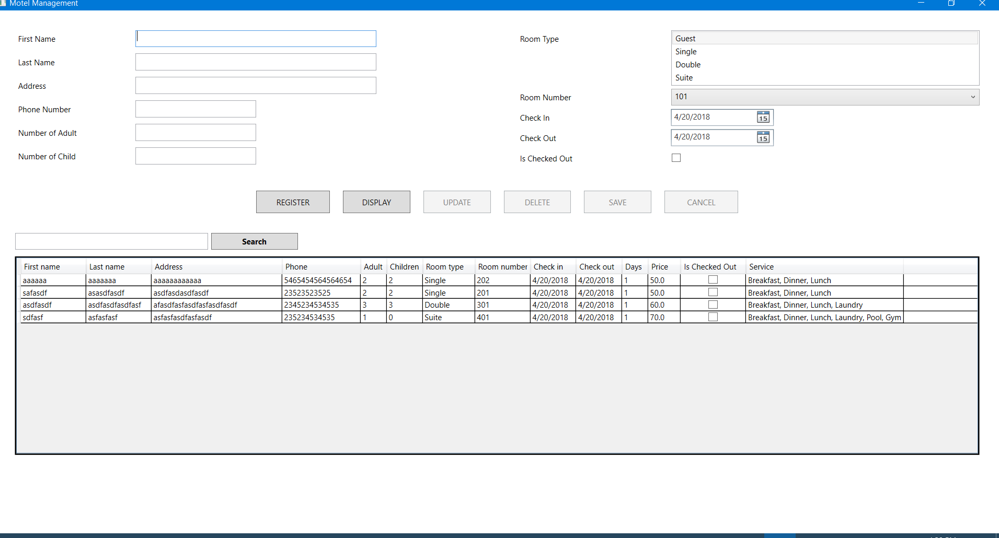 Motel Management
First Name
Last Name
Address
Phone Number
Number of Adult
Number of Child
Room Type
Guest
Single
Double
Suite
Room Number 101
Check In 4/20/2018 15
Check Out 4/20/2018 15
Is Checked Out
REGISTER DISPLAY UPDATE DELETE SAVE CANCEL
Search
First name Last name Address Phone Adult Children Room type Room number Check in Check out Days Price Is Checked Out Service
aaaaaa aaaaaaa aaaaaaaaaaaa 5465454564564654 2 2 Single 202 4/20/2018 4/20/2018 1 50.0 Breakfast, Dinner, Lunch
safasdf asasdfasdf asdfasdasdfasdf 23523523525 2 2 Single 201 4/20/2018 4/20/2018 1 50.0 Breakfast, Dinner, Lunch
asdfasdf asdfasdfasdfasf afasdfasfasdfasfasdfasdf 2345234534535 3 3 Double 301 4/20/2018 4/20/2018 1 60.0 Breakfast, Dinner, Lunch, Laundry
sdfasf asfasfasf asfasfasdfasfasdf 235234534535 1 0 Suite 401 4/20/2018 4/20/2018 1 70.0 Breakfast, Dinner, Lunch, Laundry, Pool, Gym